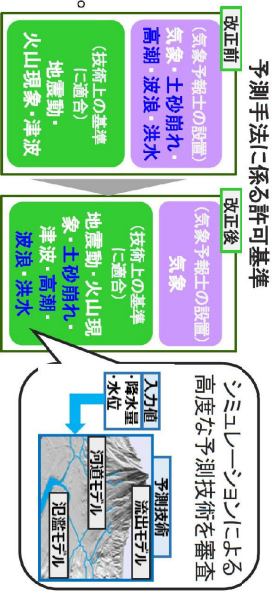 予測手法に係る許可基準
改正前
(気象予報士の設置)
気象・土砂崩れ・
高潮・波浪・洪水
(技術上の基準
に適合)
地震動・
火山現象・津波
改正後
(気象予報士の設置)
気象
(技術上の基準
に適合)
地震動・火山現
象・土砂崩れ・
津波・高潮・
波浪・洪水
シミュレーションによる
高度な予測技術を審査
入力値
・降水量
・水位
予測技術
流出モデル
河道モデル
氾濫モデル
。